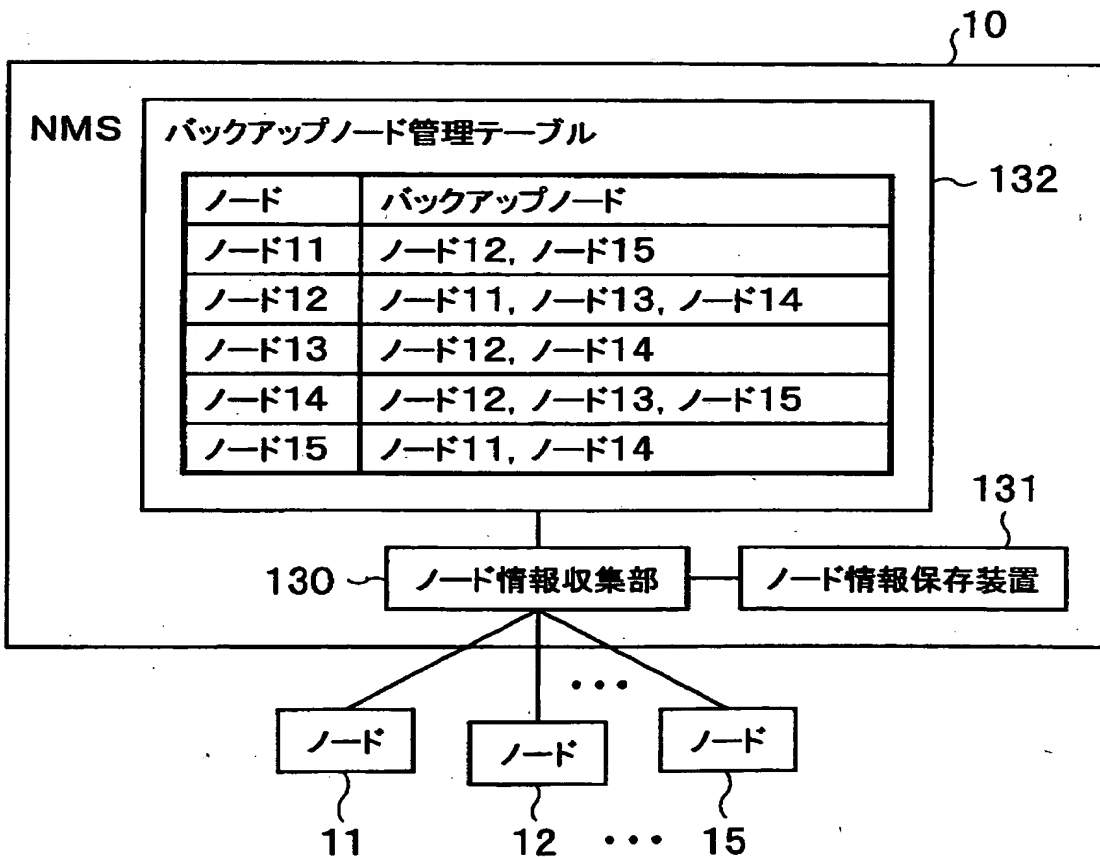 10
NMS
バックアップノード管理テーブル
132
ノード バックアップノード
ノード11 ノード12, ノード15
ノード12 ノード11, ノード13, ノード14
ノード13 ノード12, ノード14
ノード14 ノード12, ノード13, ノード15
ノード15 ノード11, ノード14
131
130 ノード情報収集部 ノード情報保存装置
•••
ノード ノード ノード
11 12 ••• 15